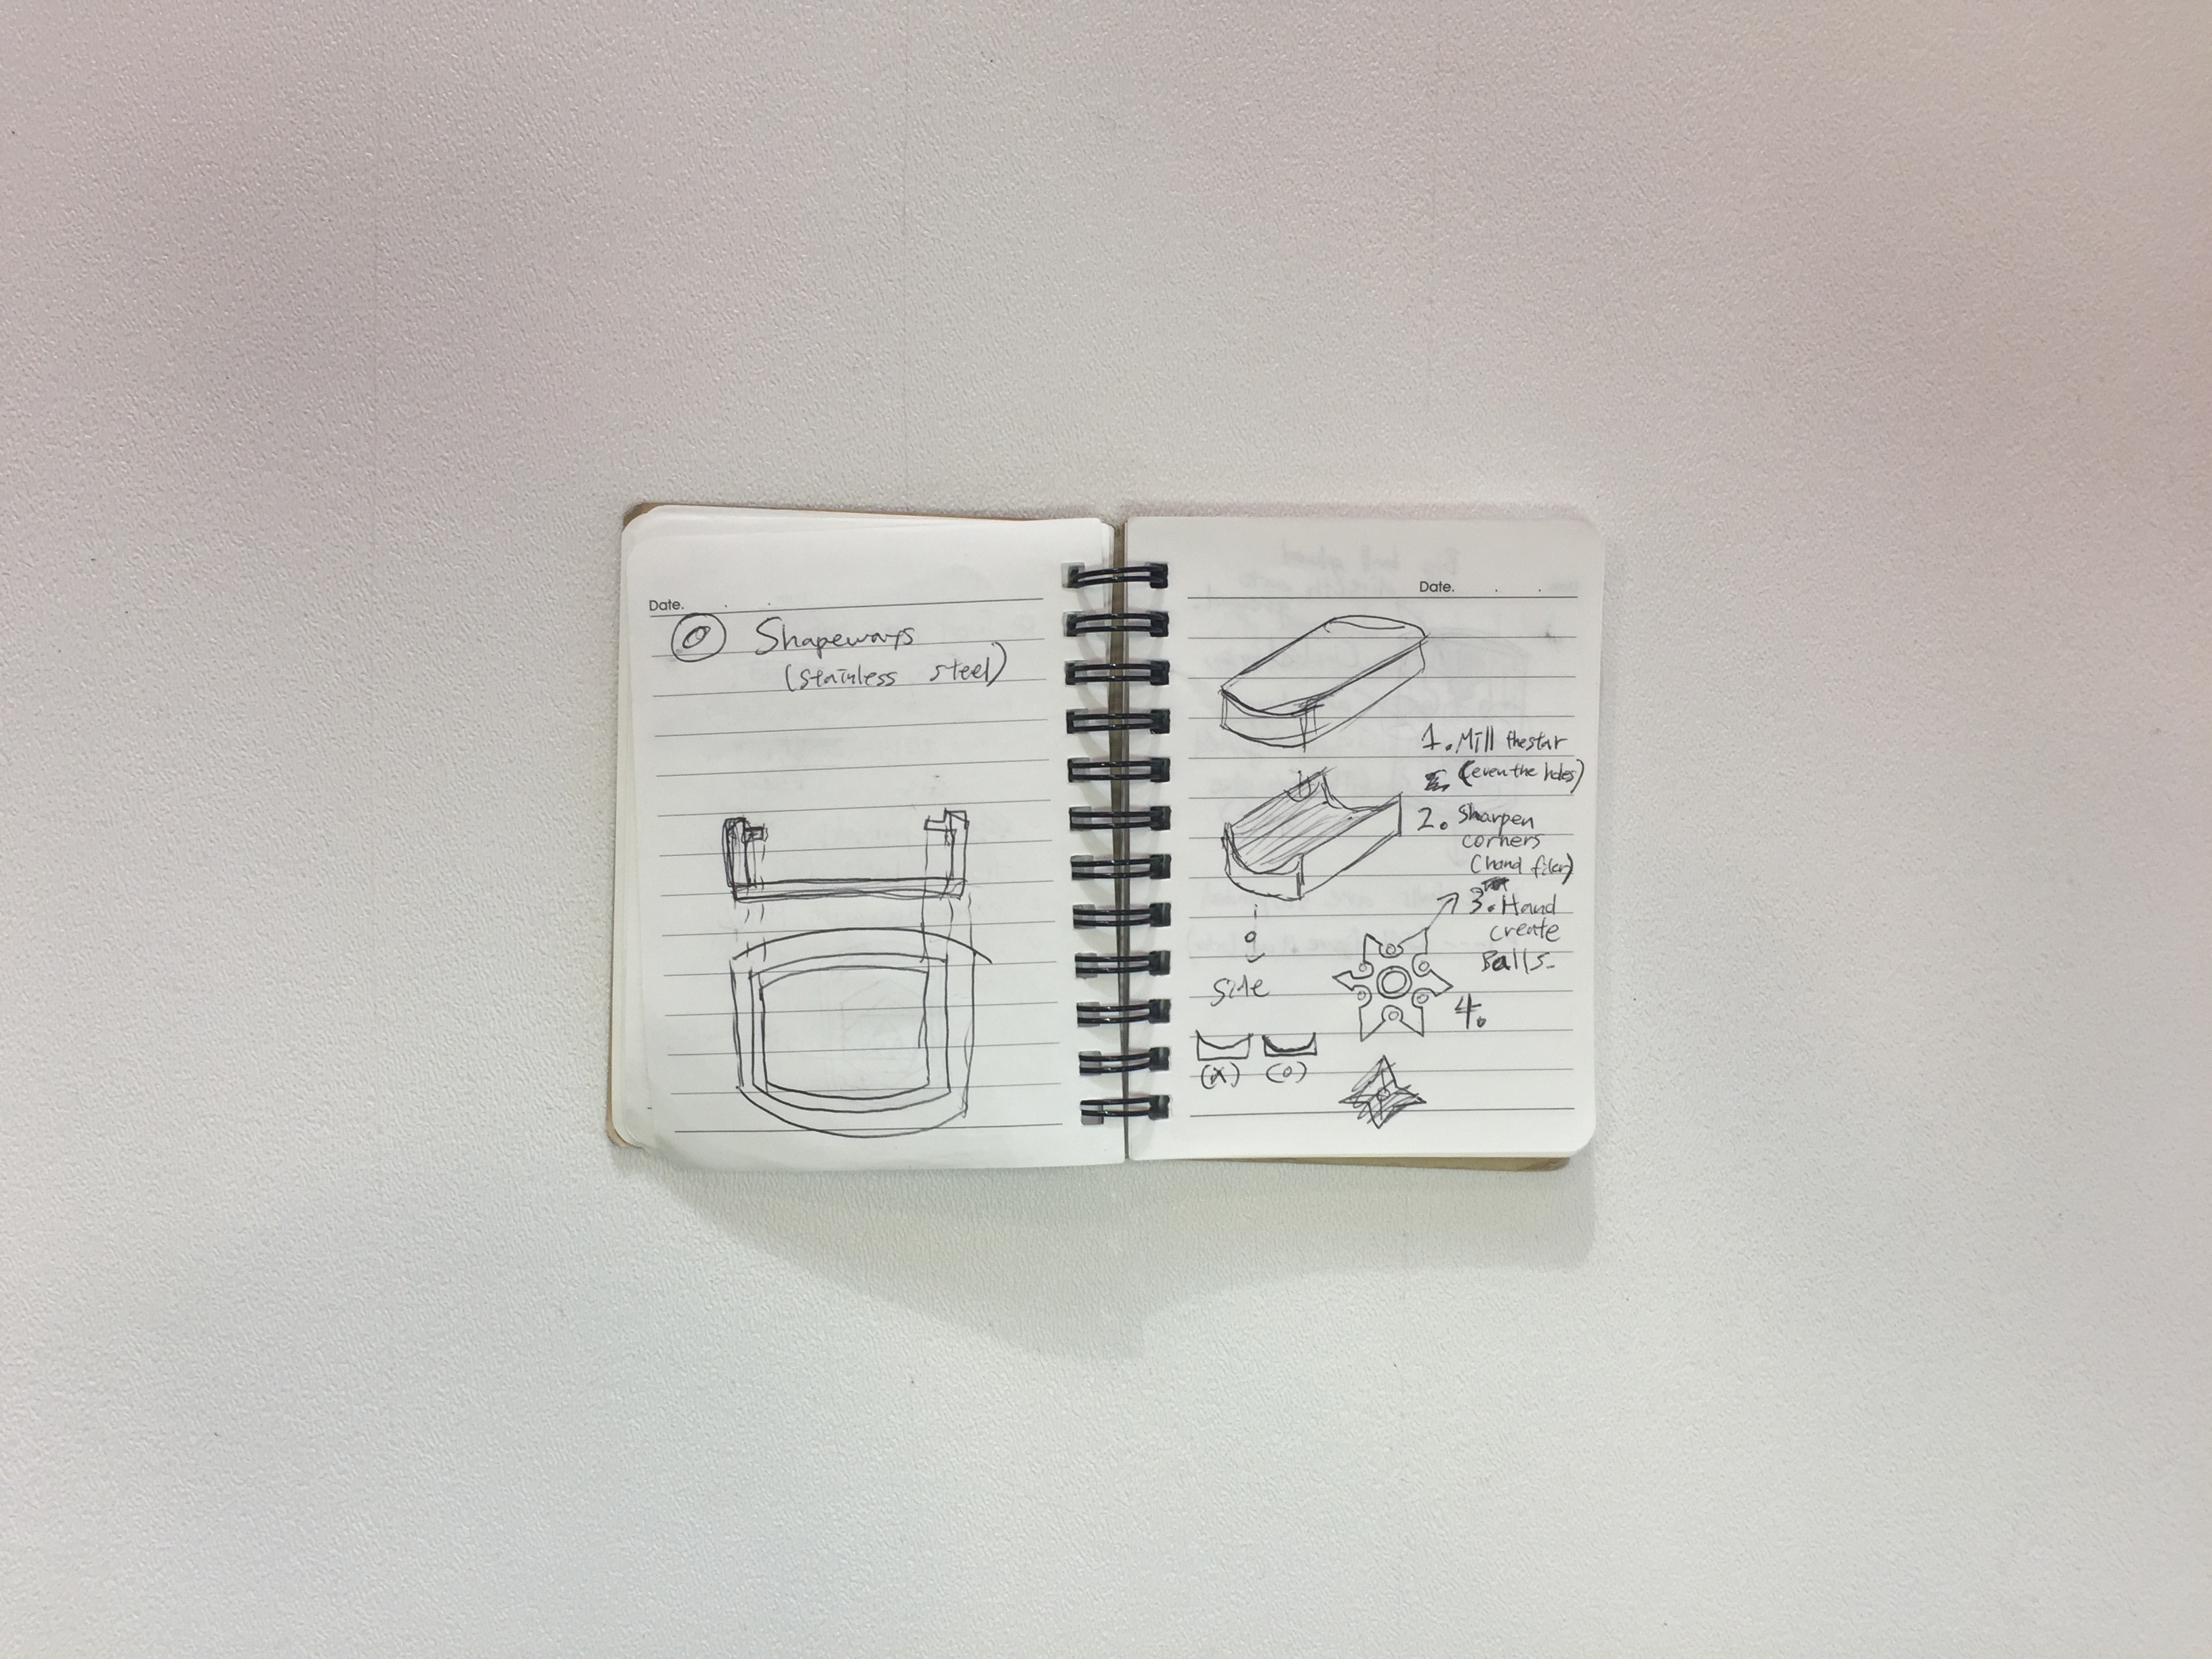 Date.
Shapeways
(stainless steel)
Date.
1. Mill the star
(even the holes)
2. Sharpen
corners
(hand filer)
3. Hand
create
Balls.
side
4.
(X) (O)